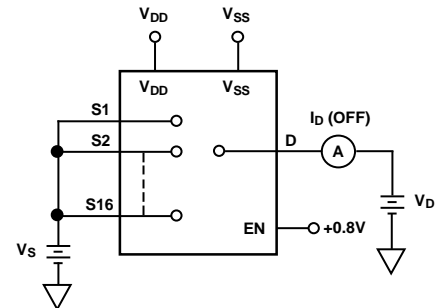 VDD VSS
VDD VSS
S1
S2
S16
D
ID (OFF)
A
VD
EN
+0.8V
VS